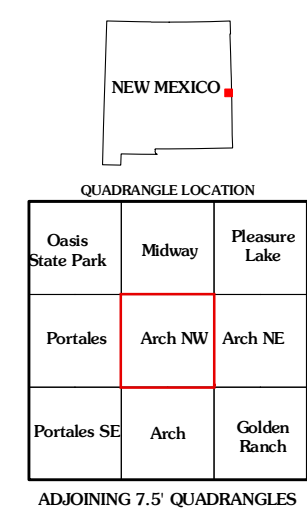 NEW MEXICO
QUADRANGLE LOCATION
Oasis
State Park
Midway
Pleasure
Lake
Portales
Arch NW
Arch NE
Portales SE
Arch
Golden
Ranch
ADJOINING 7.5' QUADRANGLES